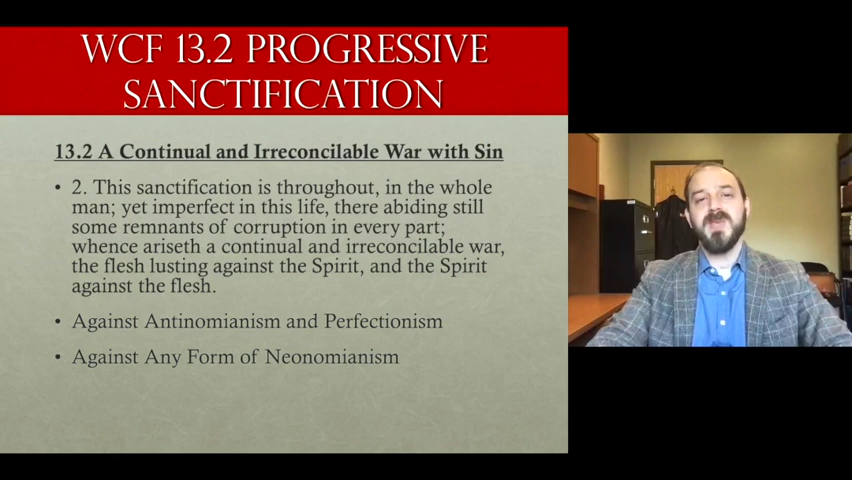 WCF 13.2 PROGRESSIVE
SANCTIFICATION
13.2 A Continual and Irreconcilable War with Sin
• 2. This sanctification is throughout, in the whole
man; yet imperfect in this life, there abiding still
some remnants of corruption in every part;
whence ariseth a continual and irreconcilable war,
the flesh lusting against the Spirit, and the Spirit
against the flesh.
• Against Antinomianism and Perfectionism
• Against Any Form of Neonomianism